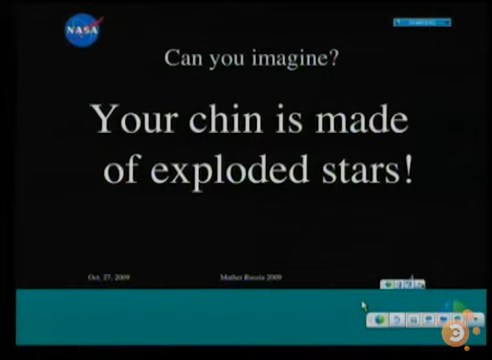 NASA
Can you imagine?
Your chin is made
of exploded stars!
Oct. 27, 2009
Mather Russia 2009